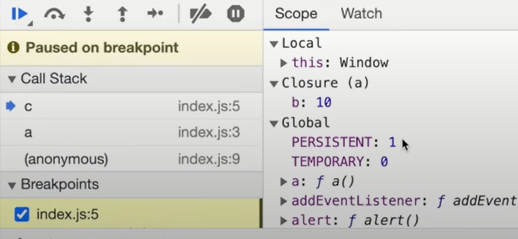 Paused on breakpoint
Call Stack
c index.js:5
a index.js:3
(anonymous) index.js:9
Breakpoints
index.js:5
Scope Watch
Local
this: Window
Closure (a)
b: 10
Global
PERSISTENT: 1
TEMPORARY: 0
a: ƒ a()
addEventListener: ƒ addEvent
alert: ƒ alert()